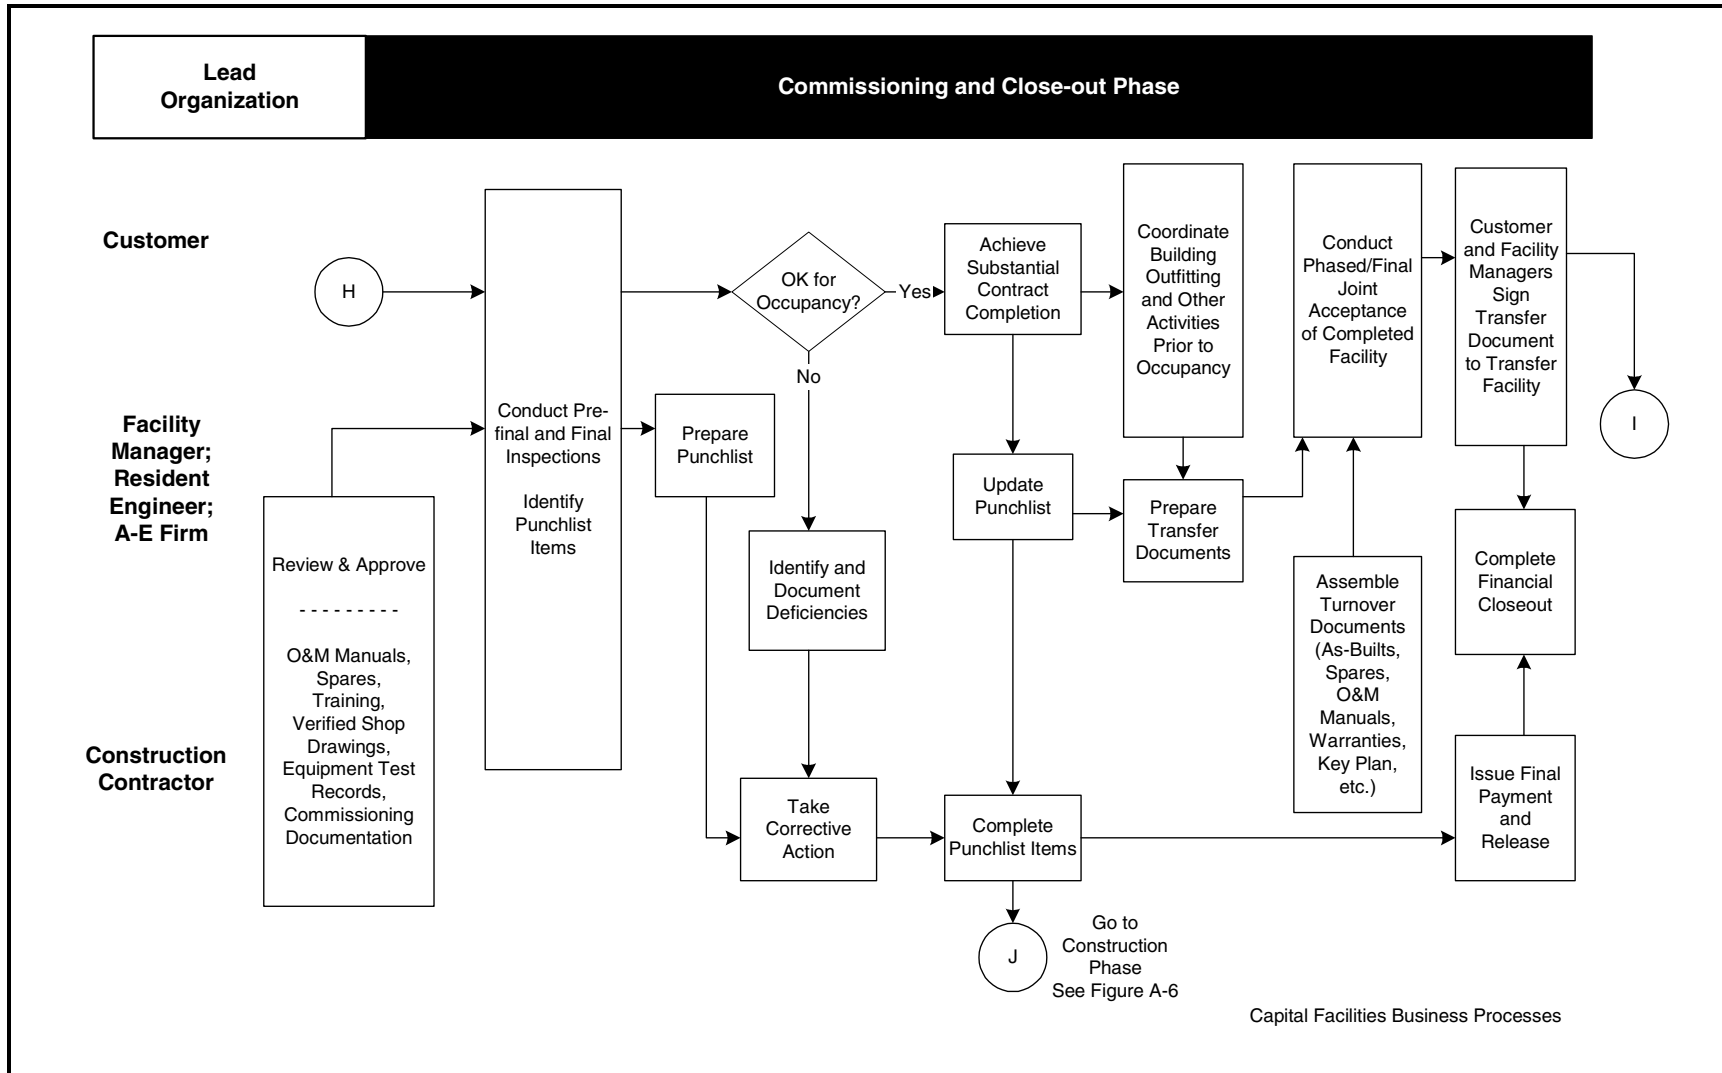 Lead
Organization
Commissioning and Close-out Phase
Customer
H
Facility
Manager;
Resident
Engineer;
A-E Firm
Construction
Contractor
Review & Approve
- - - - - - - - -
O&M Manuals,
Spares,
Training,
Verified Shop
Drawings,
Equipment Test
Records,
Commissioning
Documentation
Conduct Pre-
final and Final
Inspections
Identify
Punchlist
Items
Prepare
Punchlist
OK for
Occupancy?
Yes
No
Identify and
Document
Deficiencies
Take
Corrective
Action
Achieve
Substantial
Contract
Completion
Update
Punchlist
Complete
Punchlist Items
J
Go to
Construction
Phase
See Figure A-6
Coordinate
Building
Outfitting
and Other
Activities
Prior to
Occupancy
Prepare
Transfer
Documents
Conduct
Phased/Final
Joint
Acceptance
of Completed
Facility
Assemble
Turnover
Documents
(As-Builts,
Spares,
O&M
Manuals,
Warranties,
Key Plan,
etc.)
Customer
and Facility
Managers
Sign
Transfer
Document
to Transfer
Facility
I
Complete
Financial
Closeout
Issue Final
Payment
and
Release
Capital Facilities Business Processes